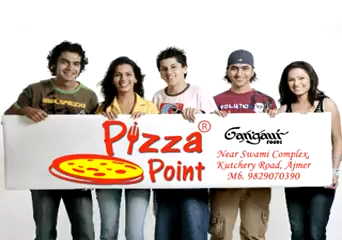 Pizza®
Point
Gangaur
FOODS
Near Swami Complex,
Kutchery Road, Ajmer
Mb. 9829070390